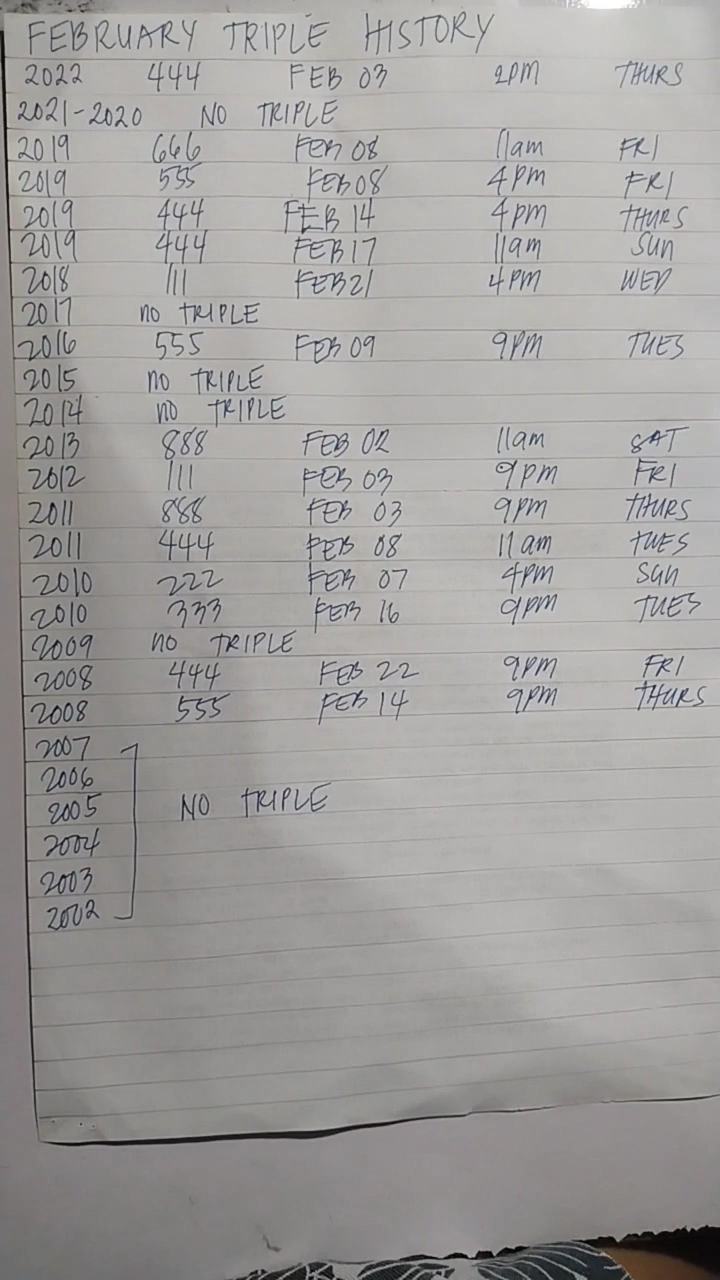 FEBRUARY TRIPLE HISTORY
2022 444 FEB 03 2PM THURS
2021-2020 NO TRIPLE
2019 666 FEB 08 11am FRI
2019 555 FEB 08 4PM FRI
2019 444 FEB 14 4PM THURS
2019 444 FEB 17 11am SUN
2018 111 FEB 21 4PM WED
2017 no TRIPLE
2016 555 FEB 09 9PM TUES
2015 no TRIPLE
2014 no TRIPLE
2013 888 FEB 02 11am SAT
2012 111 FEB 03 9PM FRI
2011 888 FEB 03 9PM THURS
2011 444 FEB 08 11am TUES
2010 222 FEB 07 4PM SUN
2010 333 FEB 16 9PM TUES
2009 no TRIPLE
2008 444 FEB 22 9PM FRI
2008 555 FEB 14 9PM THURS
2007
2006
2005 NO TRIPLE
2004
2003
2002